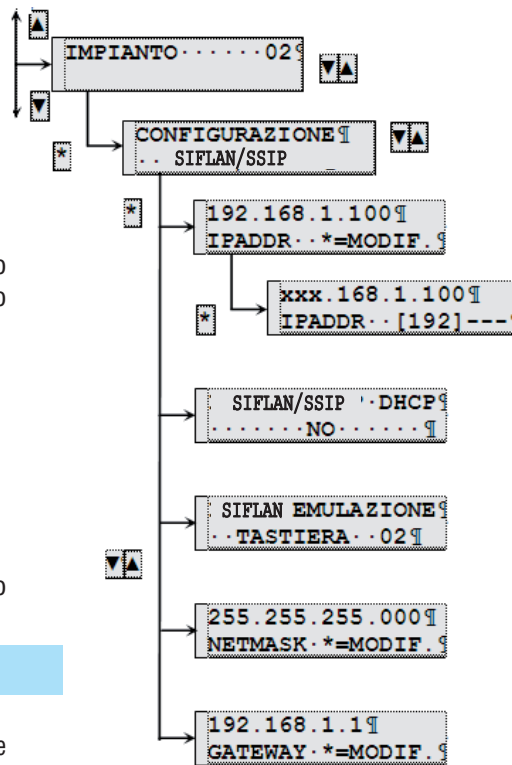 ▲
IMPIANTO······02¶
▼▲
▼
*
CONFIGURAZIONE¶
·· SIFLAN/SSIP
▼▲
*
192.168.1.100¶
IPADDR··*=MODIF.¶
o
o
*
xxx.168.1.100¶
IPADDR··[192]---¶
SIFLAN/SSIP ··DHCP¶
·······NO······¶
SIFLAN EMULAZIONE¶
··TASTIERA··02¶
▼▲
o
255.255.255.000¶
NETMASK·*=MODIF.¶
192.168.1.1¶
GATEWAY·*=MODIF.¶
e